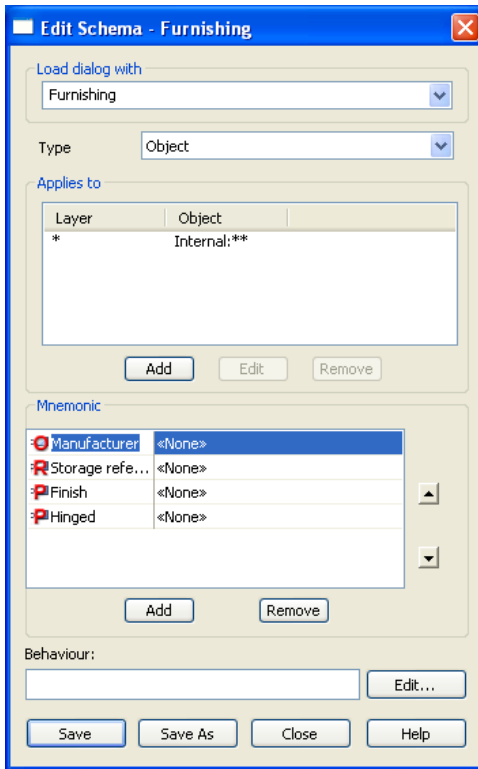 Edit Schema - Furnishing
Load dialog with
Furnishing
Type Object
Applies to
Layer Object
* Internal:**
Add Edit Remove
Mnemonic
O Manufacturer «None»
R Storage refe... «None»
P Finish «None»
P Hinged «None»
Add Remove
Behaviour:
Edit...
Save Save As Close Help